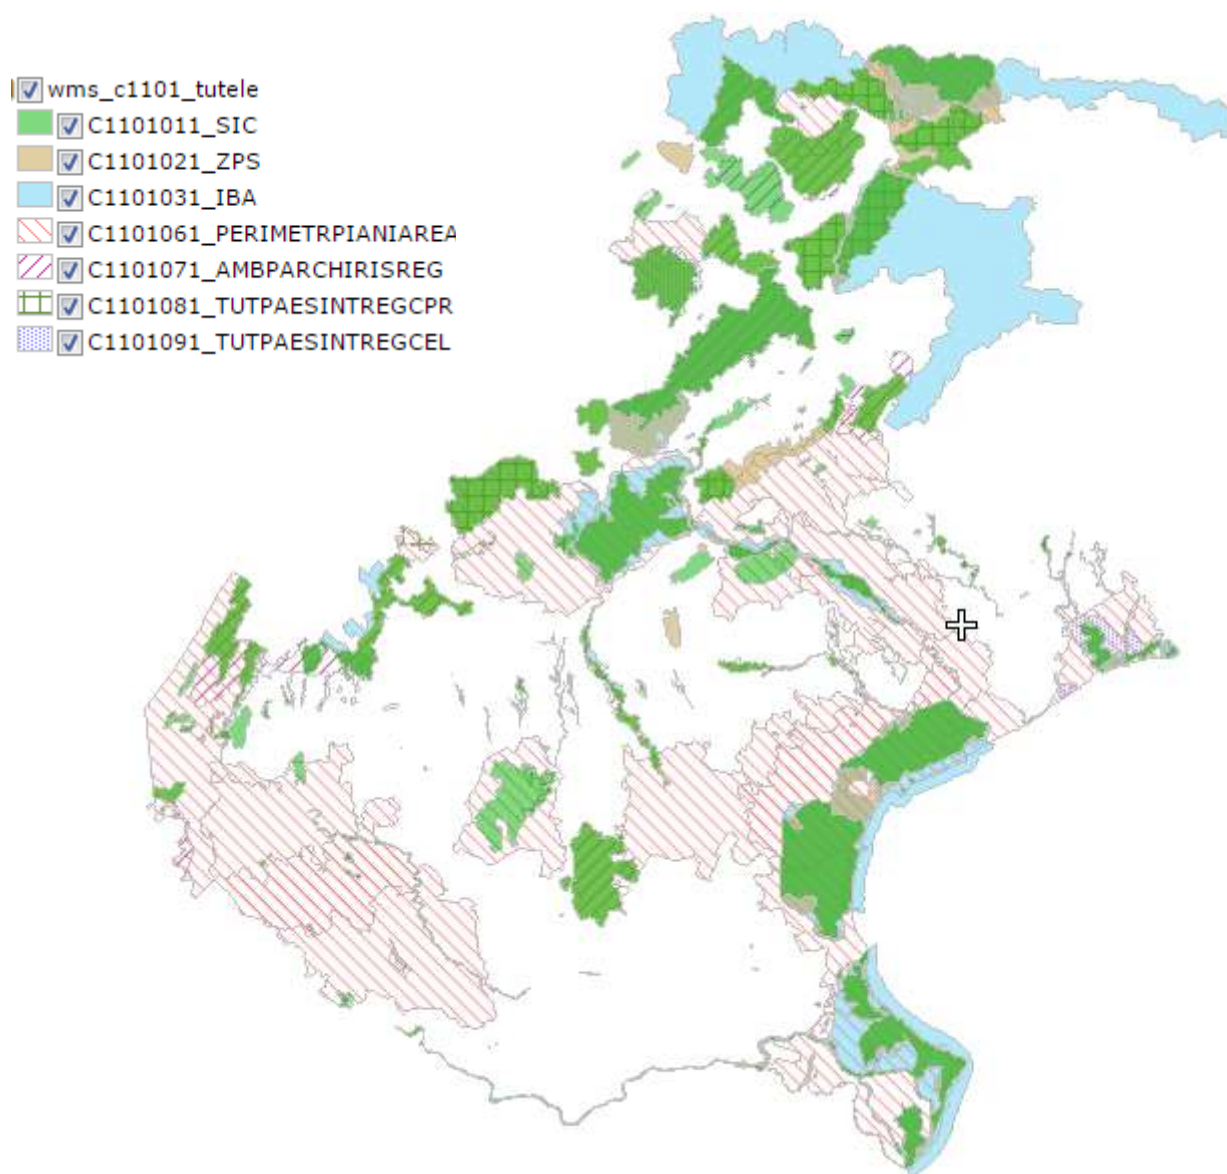 wms_c1101_tutele
C1101011_SIC
C1101021_ZPS
C1101031_IBA
C1101061_PERIMETRPIANIAREA
C1101071_AMBPARCHIRISREG
C1101081_TUTPAESINTREGCPR
C1101091_TUTPAESINTREGCEL